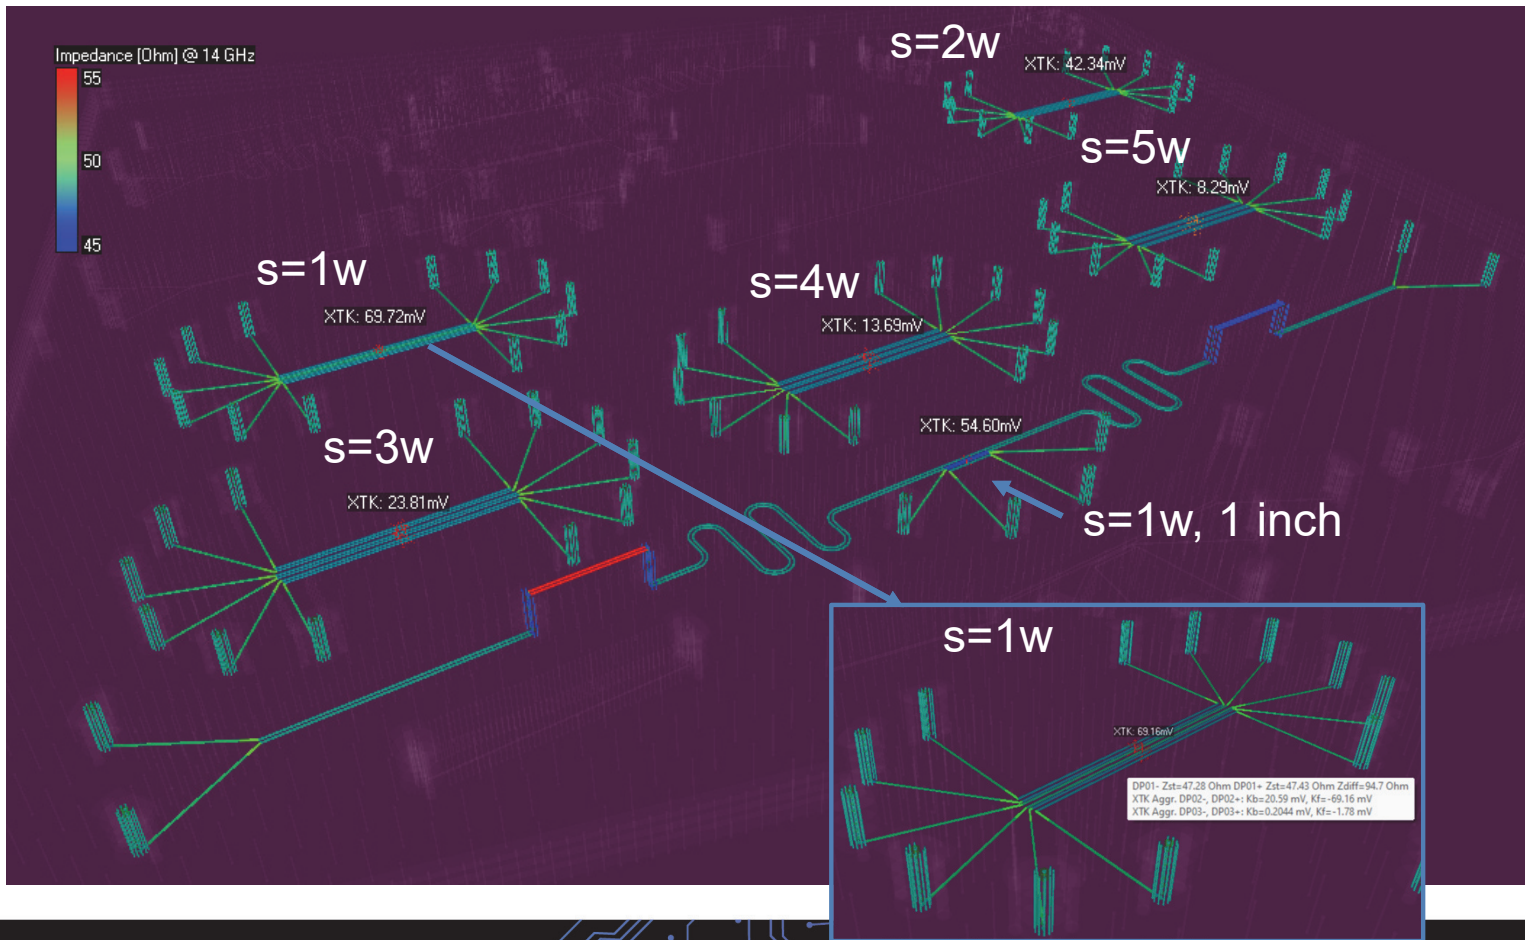 Impedance [Ohm] @ 14 GHz
55
50
45
s=2w
XTK: 42.34mV
s=5w
XTK: 8.29mV
s=1w
XTK: 69.72mV
s=4w
XTK: 13.69mV
s=3w
XTK: 23.81mV
XTK: 54.60mV
s=1w, 1 inch
s=1w
XTK: 69.16mV
DP01- Zst=47.28 Ohm DP01+ Zst=47.43 Ohm Zdiff=94.7 Ohm
XTK Aggr. DP02-, DP02+: Kb=20.59 mV, Kf=-69.16 mV
XTK Aggr. DP03-, DP03+: Kb=0.2044 mV, Kf=-1.78 mV